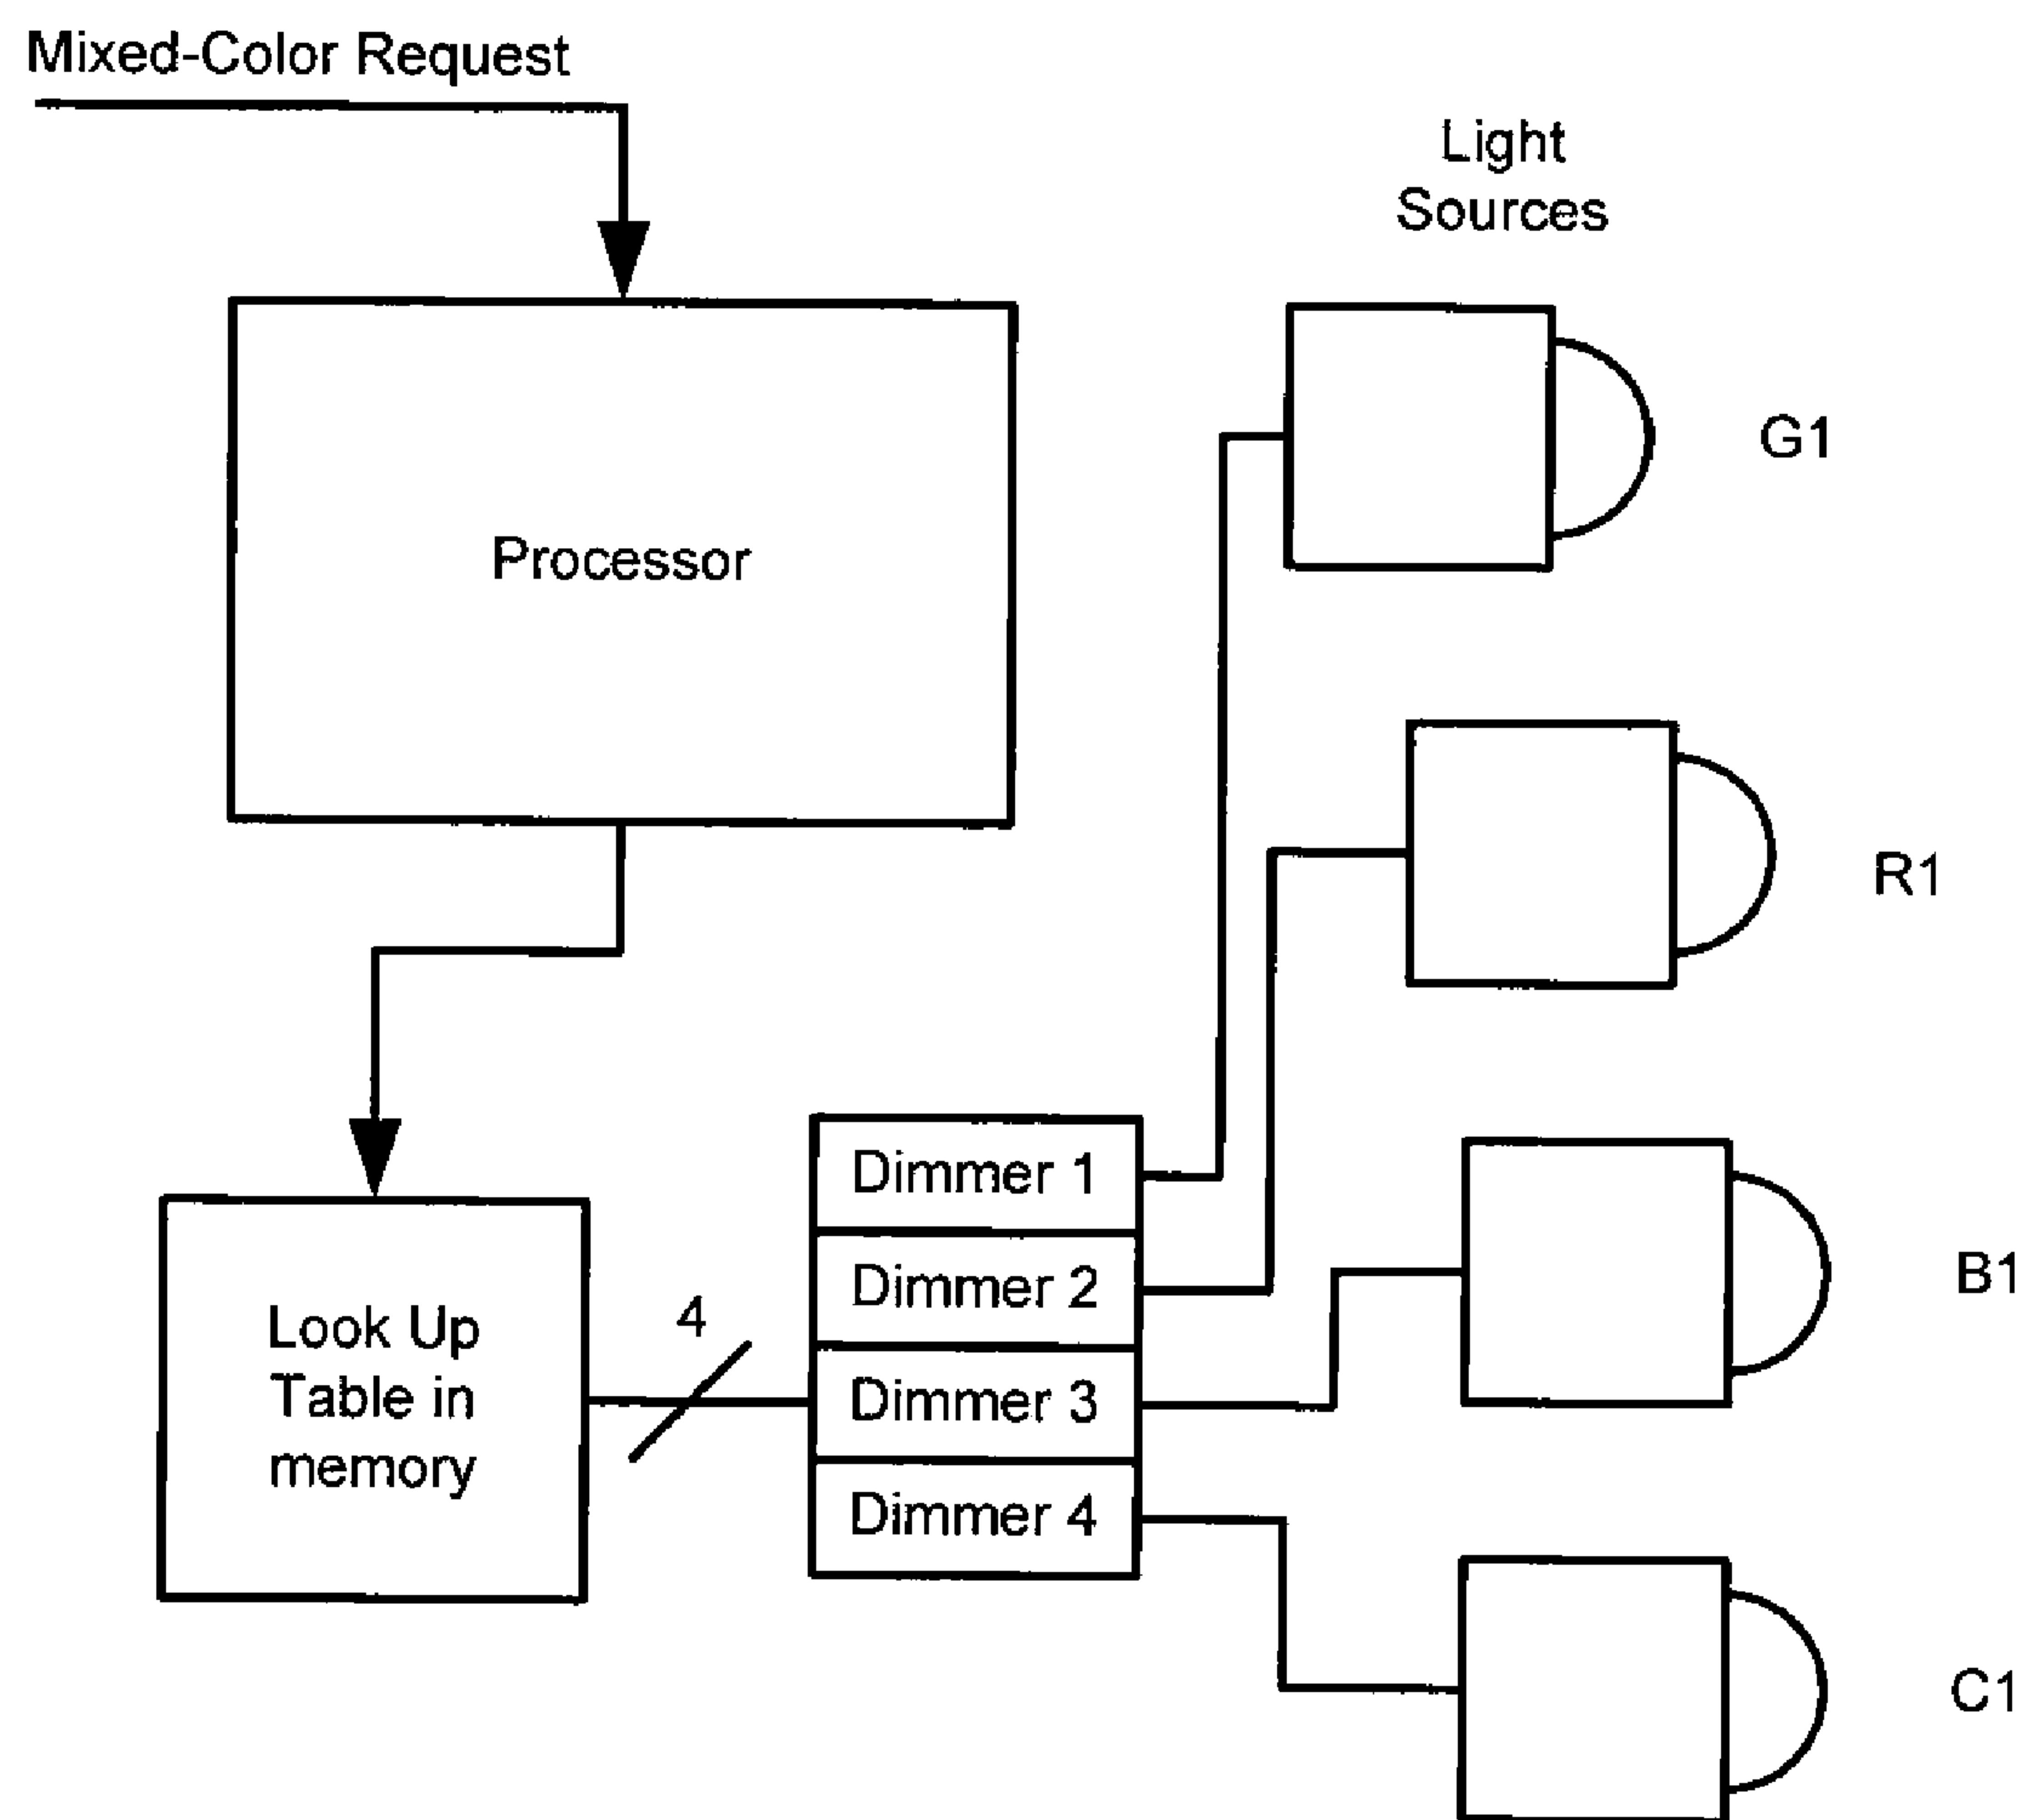 Mixed-Color Request
Light
Sources
G1
Processor
R1
Dimmer 1
Dimmer 2
B1
4
Look Up
Table in
memory
Dimmer 3
Dimmer 4
C1